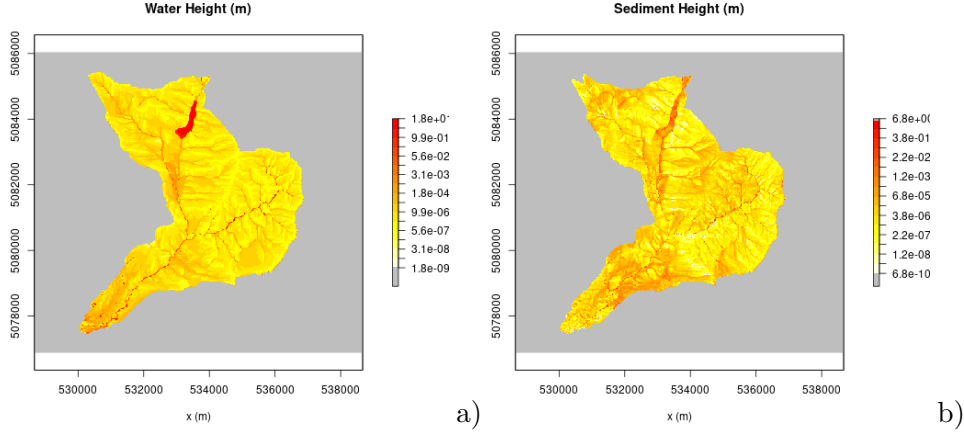 Water Height (m)
5086000
5084000
5082000
5080000
5078000
530000 532000 534000 536000 538000
x (m)
1.8e+0
9.9e-01
5.6e-02
3.1e-03
1.8e-04
9.9e-06
5.6e-07
3.1e-08
1.8e-09
a)
Sediment Height (m)
5086000
5084000
5082000
5080000
5078000
530000 532000 534000 536000 538000
x (m)
6.8e+00
3.8e-01
2.2e-02
1.2e-03
6.8e-05
3.8e-06
2.2e-07
1.2e-08
6.8e-10
b)